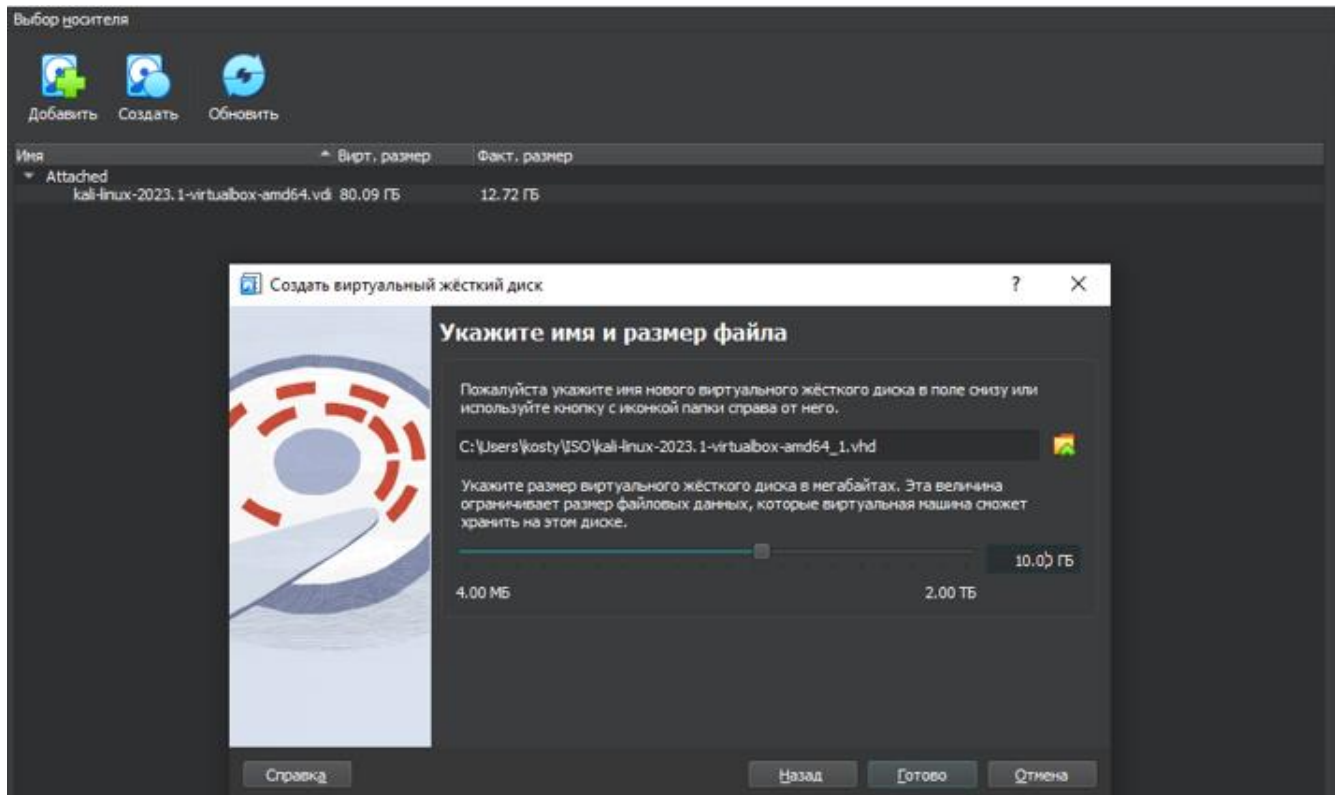 Выбор носителя
Добавить Создать Обновить
Имя Вирт. размер Факт. размер
Attached
kali-linux-2023.1-virtualbox-amd64.vdi 80.09 ГБ 12.72 ГБ
Создать виртуальный жёсткий диск ? ×
Укажите имя и размер файла
Пожалуйста укажите имя нового виртуального жёсткого диска в поле снизу или
используйте кнопку с иконкой папки справа от него.
C:\Users\kosty\ISO\kali-linux-2023.1-virtualbox-amd64_1.vhd
Укажите размер виртуального жёсткого диска в мегабайтах. Эта величина
ограничивает размер файловых данных, которые виртуальная машина сможет
хранить на этом диске.
10.00 ГБ
4.00 МБ 2.00 ТБ
Справка Назад Готово Отмена